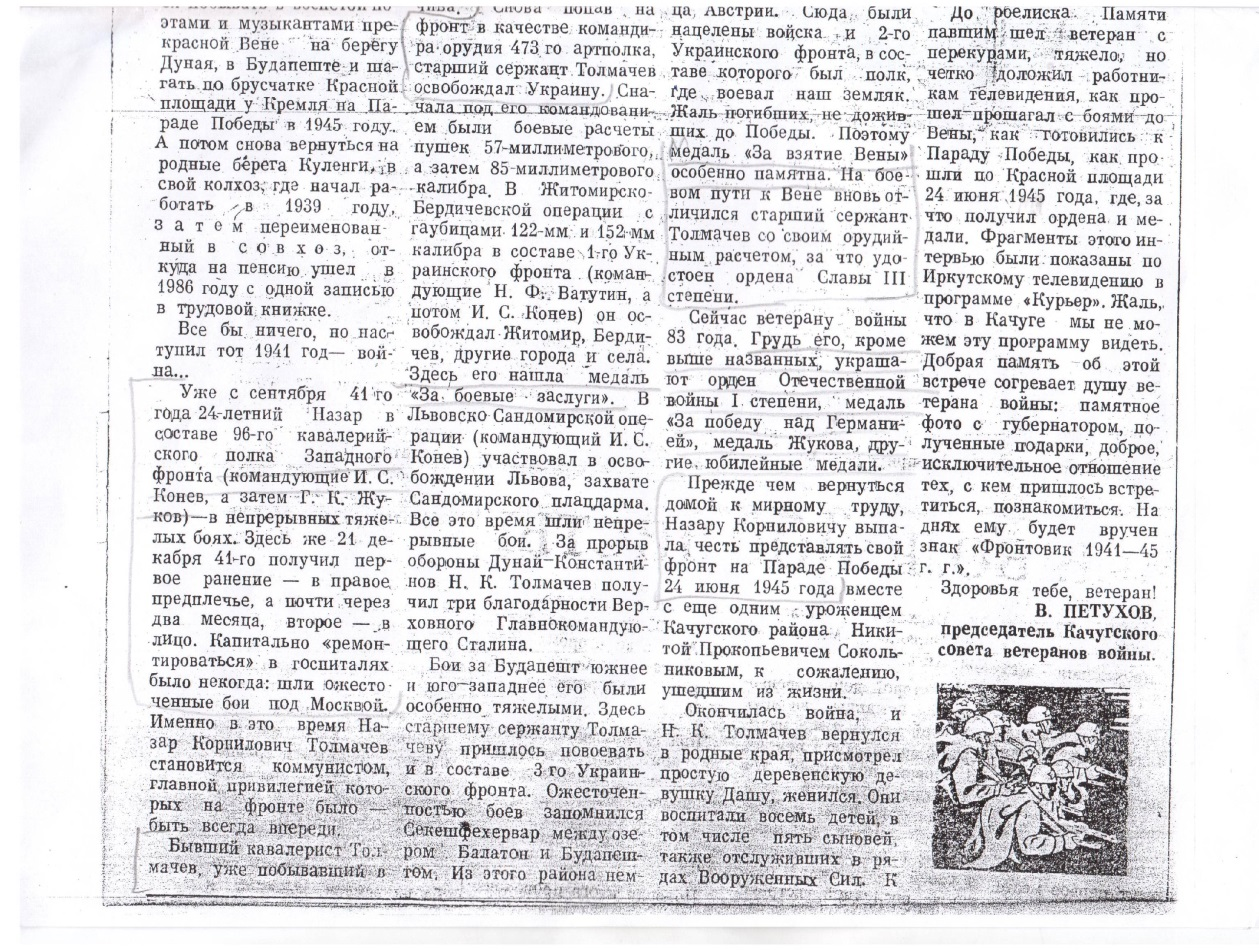 этами и музыкантами пре-
красной Вене на берегу
Дуная, в Будапеште и ша-
гать по брусчатке Красной
площади у Кремля на Па-
раде Победы в 1945 году.
А потом снова вернуться на
родные берега Куленги, в
свой колхоз, где начал ра-
ботать в 1939 году,
затем переименован-
ный в совхоз, от-
куда на пенсию ушел в
1986 году с одной записью
в трудовой книжке.
Все бы ничего, но нас-
тупил тот 1941 год— вой-
на...
Уже с сентября 41-го
года 24-летний Назар в
составе 96-го кавалерий-
ского полка Западного
фронта (командующие И. С.
Конев, а затем Г. К. Жу-
ков)—в непрерывных тяже-
лых боях. Здесь же 21 де-
кабря 41-го получил пер-
вое ранение — в правое
предплечье, а почти через
два месяца, второе — в
лицо. Капитально «ремон-
тироваться» в госпиталях
было некогда: шли ожесто-
ченные бои под Москвой.
Именно в это время На-
зар Корнилович Толмачев
становится коммунистом,
главной привилегией кото-
рых на фронте было —
быть всегда впереди.
Бывший кавалерист Тол-
мачев, уже побывавший в
Снова попав на
фронт в качестве команди-
ра орудия 473-го артполка,
старший сержант Толмачев
освобождал Украину. Сна-
чала под его командовани-
ем были боевые расчеты
пушек 57-миллиметрового,
а затем 85-миллиметрового
калибра. В Житомирско-
Бердичевской операции с
гаубицами 122-мм и 152-мм
калибра в составе 1-го Ук-
раинского фронта (коман-
дующие Н. Ф. Ватутин, а
потом И. С. Конев) он ос-
вобождал Житомир, Берди-
чев, другие города и села.
Здесь его нашла медаль
«За боевые заслуги». В
Львовско-Сандомирской опе-
рации (командующий И. С.
Конев) участвовал в осво-
бождении Львова, захвате
Сандомирского плацдарма.
Все это время шли непре-
рывные бои. За прорыв
обороны Дунай—Константи-
нов Н. К. Толмачев полу-
чил три благодарности Вер-
ховного Главнокомандую-
щего Сталина.
Бои за Будапешт южнее
и юго-западнее его были
особенно тяжелыми. Здесь
старшему сержанту Толма-
чеву пришлось повоевать
и в составе 3-го Украин-
ского фронта. Ожесточен-
ностью боев запомнился
Секешфехервар между озе-
ром Балатон и Будапеш-
том. Из этого района нем-
ца, Австрии. Сюда были
нацелены войска и 2-го
Украинского фронта, в сос-
таве которого был полк,
где воевал наш земляк.
Жаль погибших, не дожив-
ших до Победы. Поэтому
медаль «За взятие Вены»
особенно памятна. На бое-
вом пути к Вене вновь от-
личился старший сержант
Толмачев со своим орудий-
ным расчетом, за что удо-
стоен ордена Славы III
степени.
Сейчас ветерану войны
83 года. Грудь его, кроме
выше названных, украша-
ют орден Отечественной
войны I степени, медаль
«За победу над Германи-
ей», медаль Жукова, дру-
гие юбилейные медали.
Прежде чем вернуться
домой к мирному труду,
Назару Корниловичу выпа-
ла честь представлять свой
фронт на Параде Победы
24 июня 1945 года вместе
с еще одним уроженцем
Качугского района Ники-
той Прокопьевичем Соколь-
никовым, к сожалению,
ушедшим из жизни.
Окончилась война, и
Н. К. Толмачев вернулся
в родные края, присмотрел
простую деревенскую де-
вушку Дашу, женился. Они
воспитали восемь детей, в
том числе пять сыновей,
также отслуживших в ря-
дах Вооруженных Сил. К
До обелиска Памяти
павшим шел ветеран с
перекурами, тяжело, но
четко доложил работни-
кам телевидения, как про-
шел прошагал с боями до
Вены, как готовились к
Параду Победы, как про-
шли по Красной площади
24 июня 1945 года, где, за
что получил ордена и ме-
дали. Фрагменты этого ин-
тервью были показаны по
Иркутскому телевидению в
программе «Курьер». Жаль,
что в Качуге мы не мо-
жем эту программу видеть.
Добрая память об этой
встрече согревает душу ве-
терана войны: памятное
фото с губернатором, по-
лученные подарки, доброе,
исключительное отношение
тех, с кем пришлось встре-
титься, познакомиться. На
днях ему будет вручен
знак «Фронтовик 1941—45
г. г.».
Здоровья тебе, ветеран!
В. ПЕТУХОВ,
председатель Качугского
совета ветеранов войны.